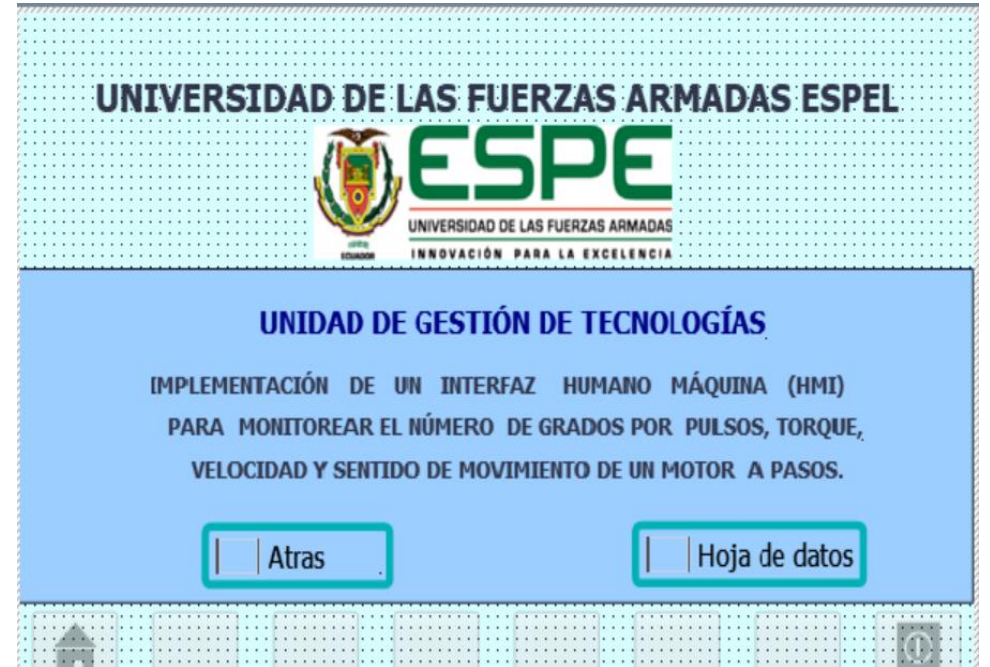 UNIVERSIDAD DE LAS FUERZAS ARMADAS ESPEL
ESPE
UNIVERSIDAD DE LAS FUERZAS ARMADAS
ECUADOR
INNOVACIÓN PARA LA EXCELENCIA
UNIDAD DE GESTIÓN DE TECNOLOGÍAS
IMPLEMENTACIÓN DE UN INTERFAZ HUMANO MÁQUINA (HMI)
PARA MONITOREAR EL NÚMERO DE GRADOS POR PULSOS, TORQUE,
VELOCIDAD Y SENTIDO DE MOVIMIENTO DE UN MOTOR A PASOS.
Atras
Hoja de datos